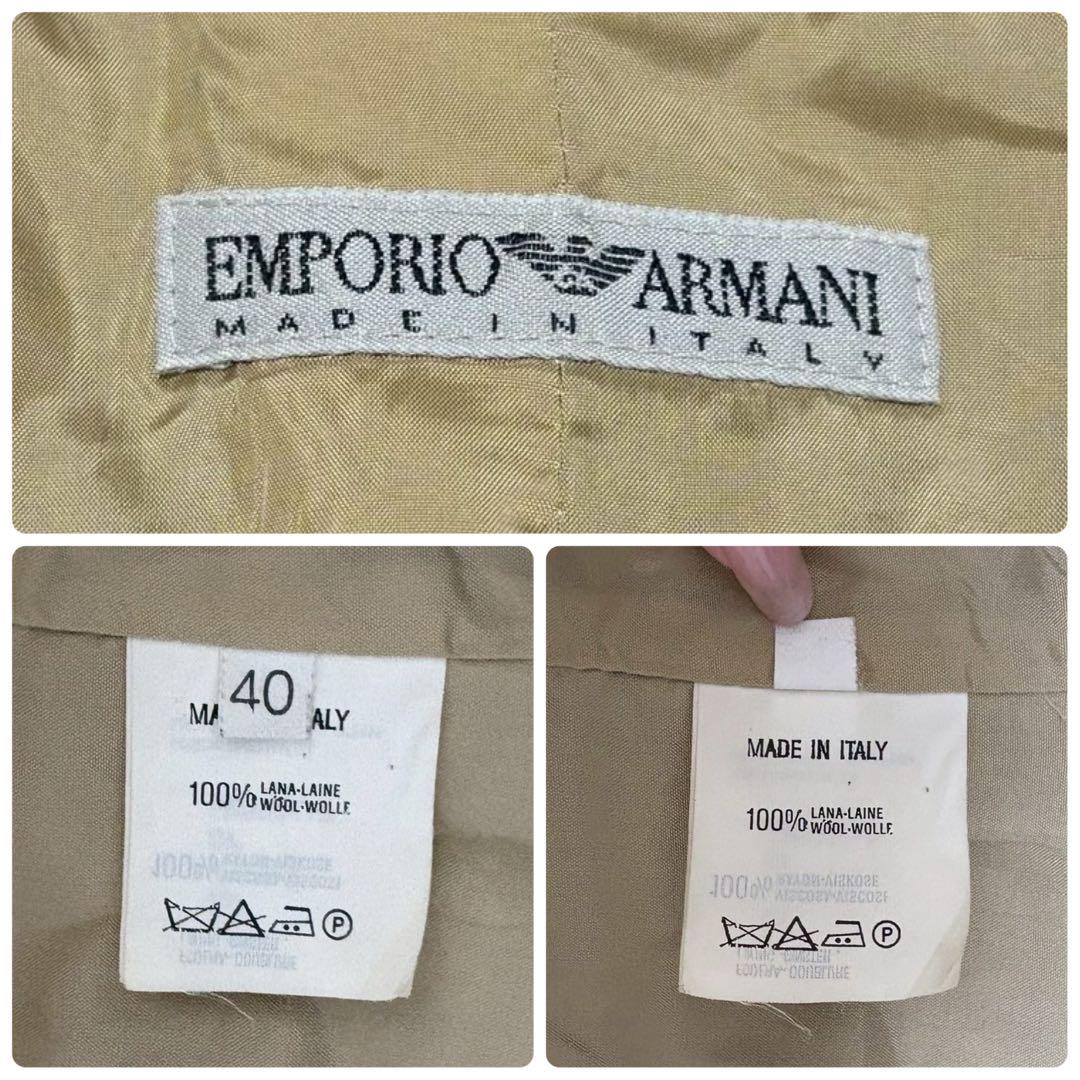 EMPORIO ARMANI
MADE IN ITALY
40
MA ALY
100% LANA-LAINE
WOOL-WOLLE
P
MADE IN ITALY
100% LANA-LAINE
WOOL-WOLLE
P